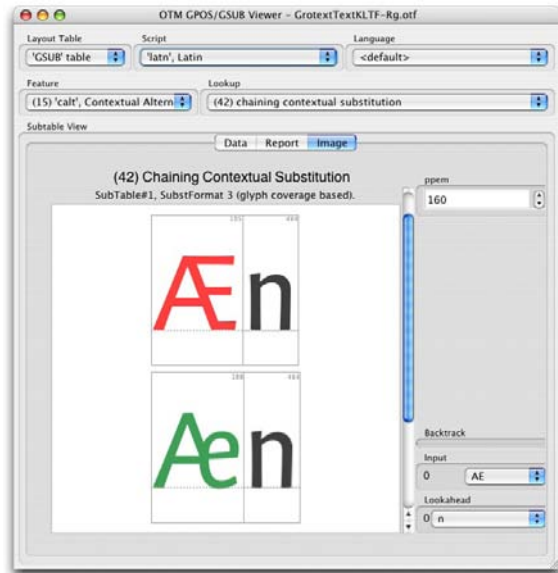 OTM GPOS/GSUB Viewer - GrotextTextKLTF-Rg.otf
Layout Table Script Language
'GSUB' table 'latn', Latin <default>
Feature Lookup
(15) 'calt', Contextual Altern (42) chaining contextual substitution
Subtable View
Data Report Image
(42) Chaining Contextual Substitution
SubTable#1, SubstFormat 3 (glyph coverage based).
ppem
160
Æn
Æn
Backtrack
Input
0 AE
Lookahead
0 n